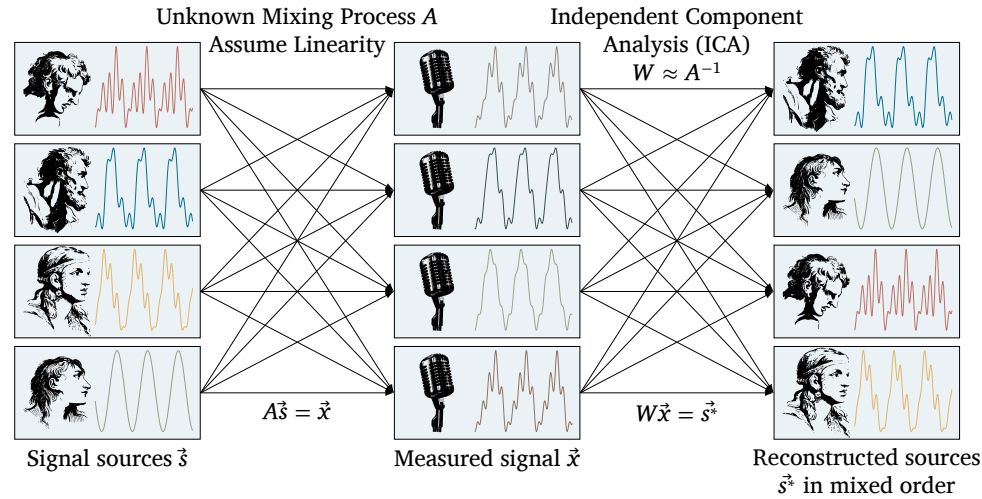 Unknown Mixing Process A
Assume Linearity
Independent Component
Analysis (ICA)
W ≈ A⁻¹
As⃗ = x⃗
Wx⃗ = s⃗*
Signal sources s⃗
Measured signal x⃗
Reconstructed sources
s⃗* in mixed order